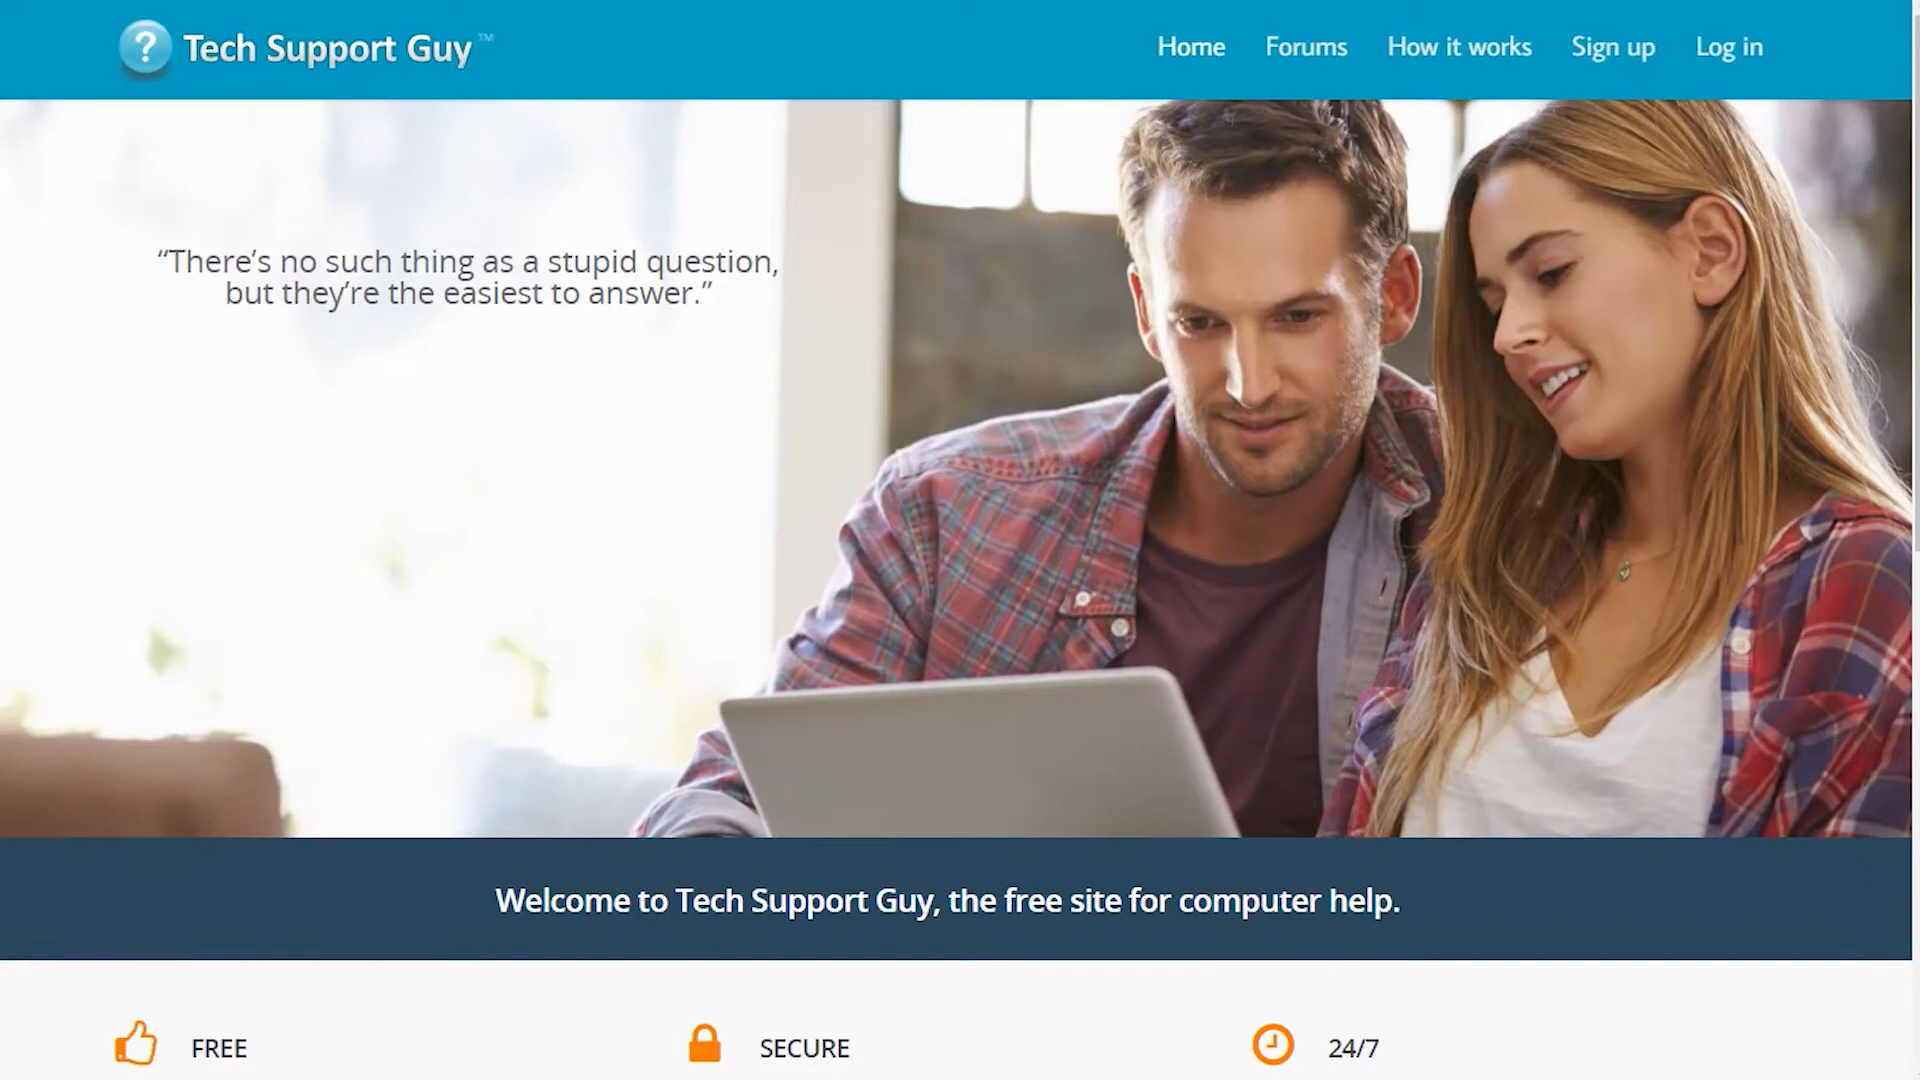 ? Tech Support Guy ™
Home Forums How it works Sign up Log in
“There’s no such thing as a stupid question,
but they’re the easiest to answer.”
Welcome to Tech Support Guy, the free site for computer help.
FREE SECURE 24/7